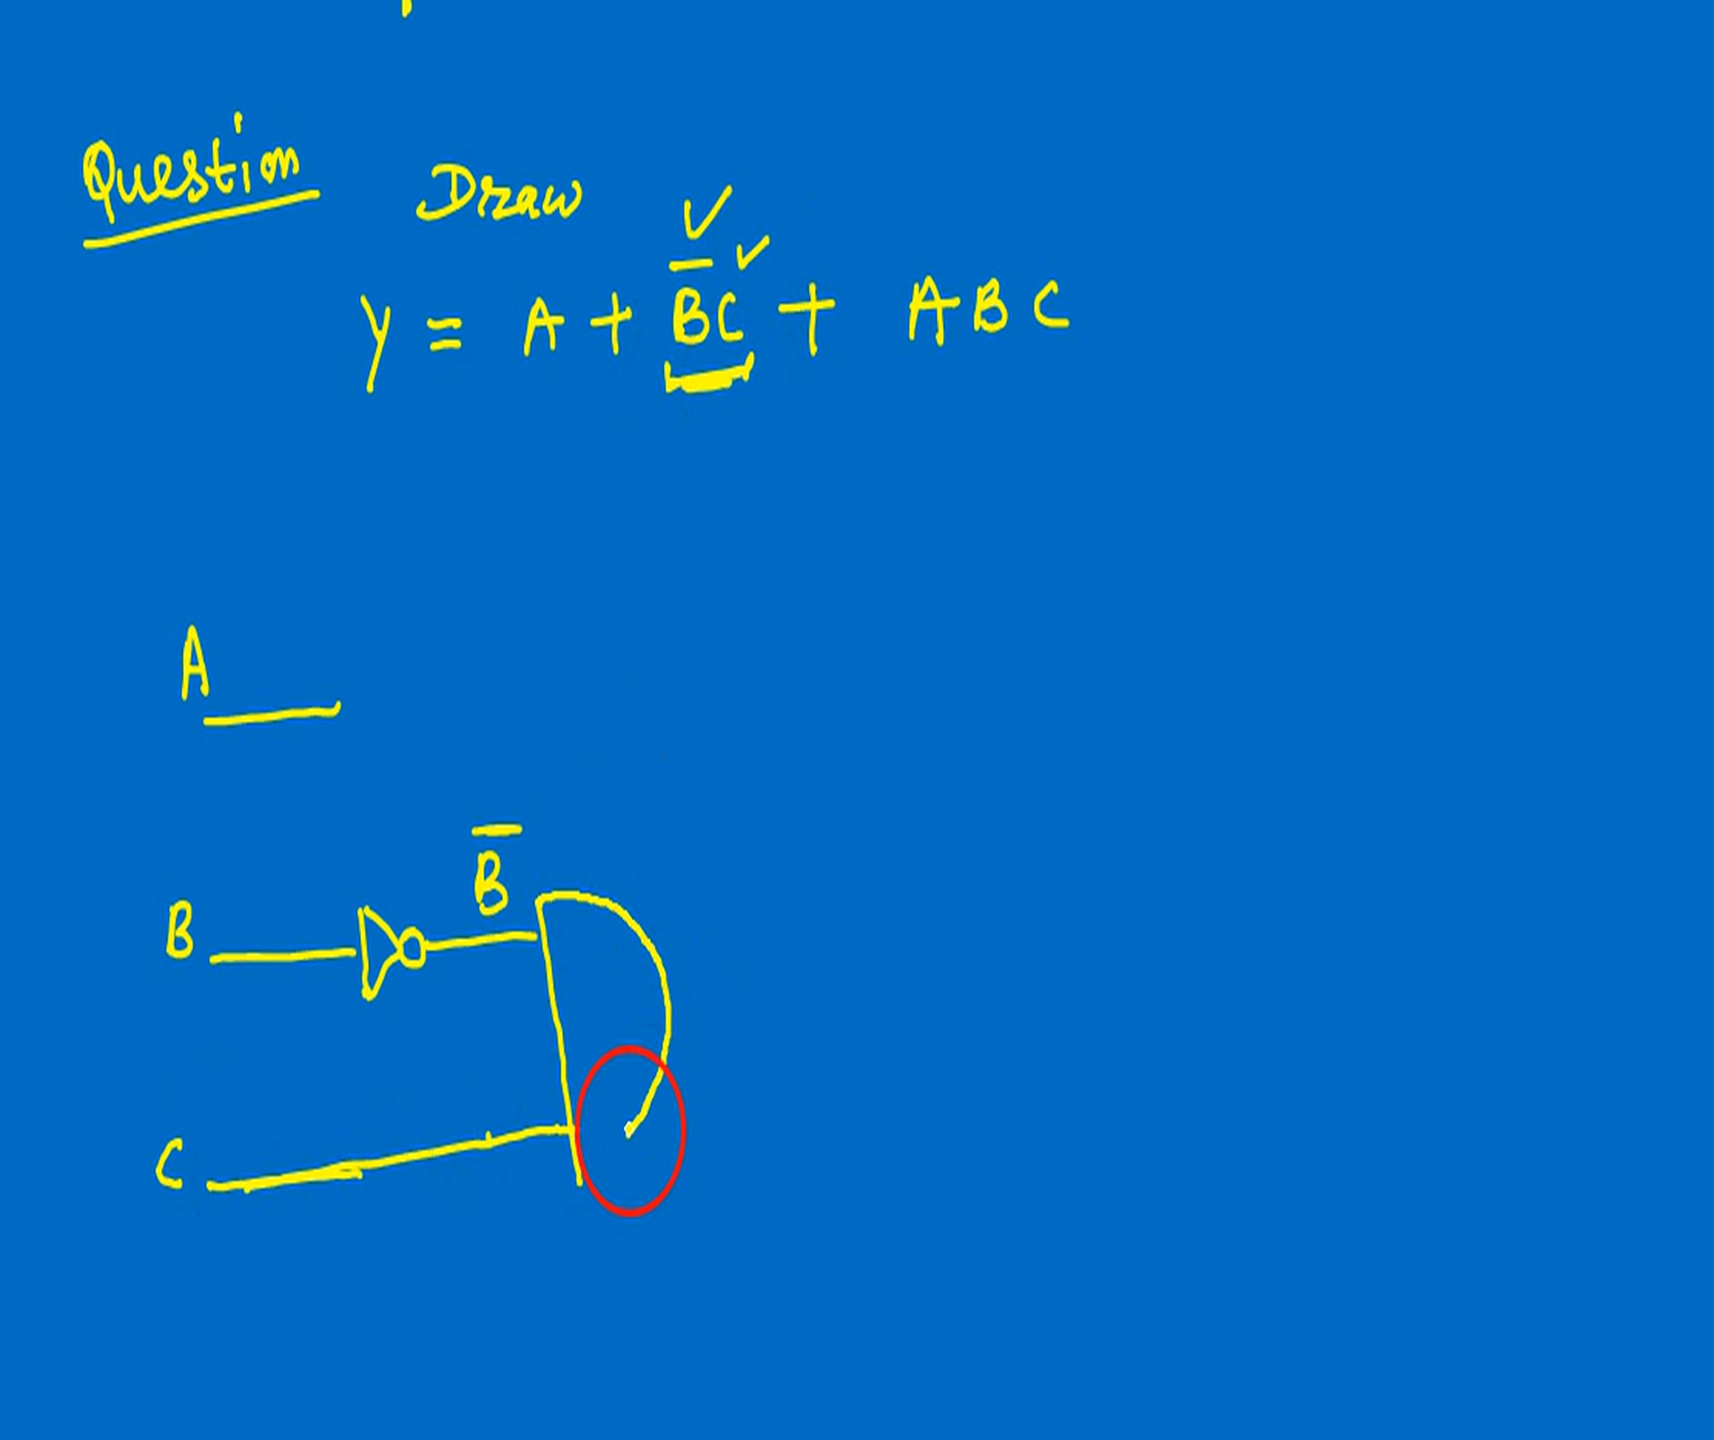 Question Draw
y = A + B̅C + ABC
A
B̅
B
C